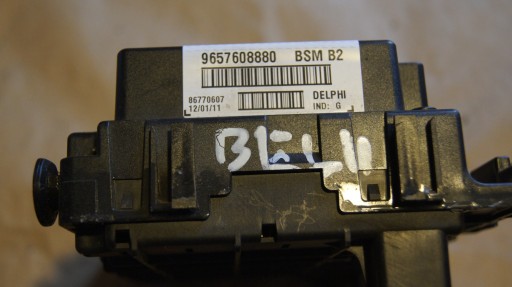 9657608880 BSM B2
86770607
12/01/11
DELPHI
IND: G